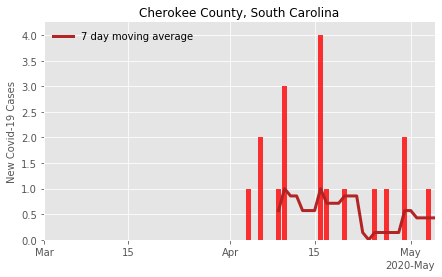 Cherokee County, South Carolina
7 day moving average
New Covid-19 Cases
4.0
3.5
3.0
2.5
2.0
1.5
1.0
0.5
0.0
Mar
15
Apr
15
May
2020-May